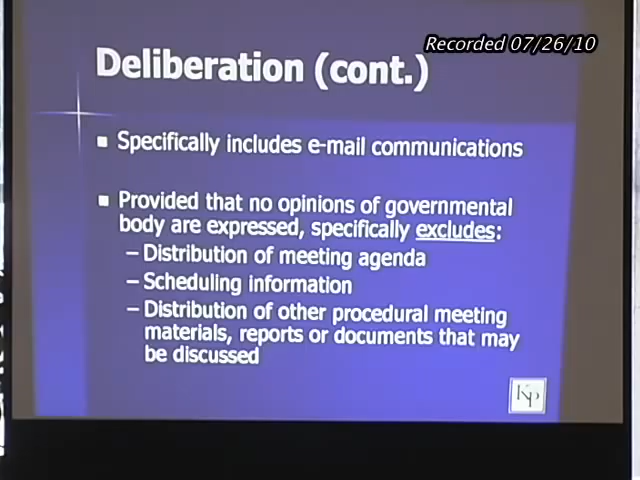 Recorded 07/26/10
Deliberation (cont.)
■ Specifically includes e-mail communications
■ Provided that no opinions of governmental
body are expressed, specifically excludes:
– Distribution of meeting agenda
– Scheduling information
– Distribution of other procedural meeting
materials, reports or documents that may
be discussed
KP